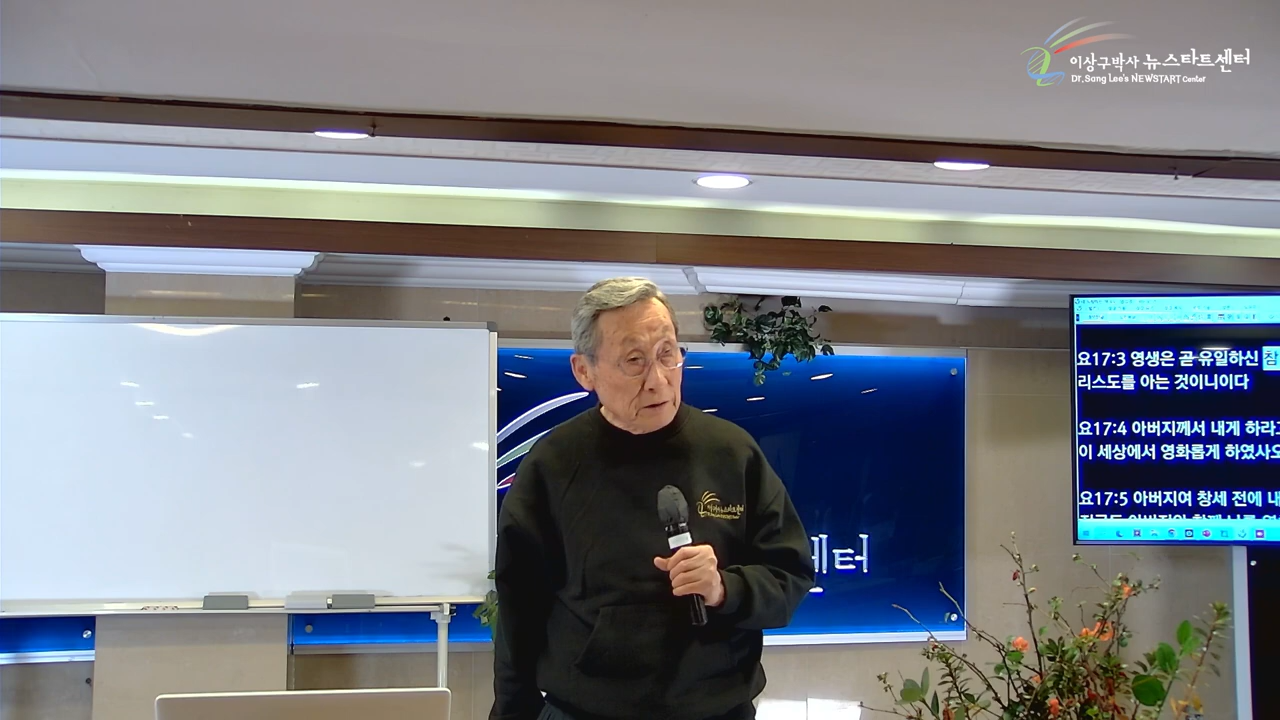 이상구박사 뉴스타트센터
Dr. Sang Lee's NEWSTART Center
요17:3 영생은 곧 유일하신 참
리스도를 아는 것이니이다
요17:4 아버지께서 내게 하라고
이 세상에서 영화롭게 하였사오
요17:5 아버지여 창세 전에 내
센터